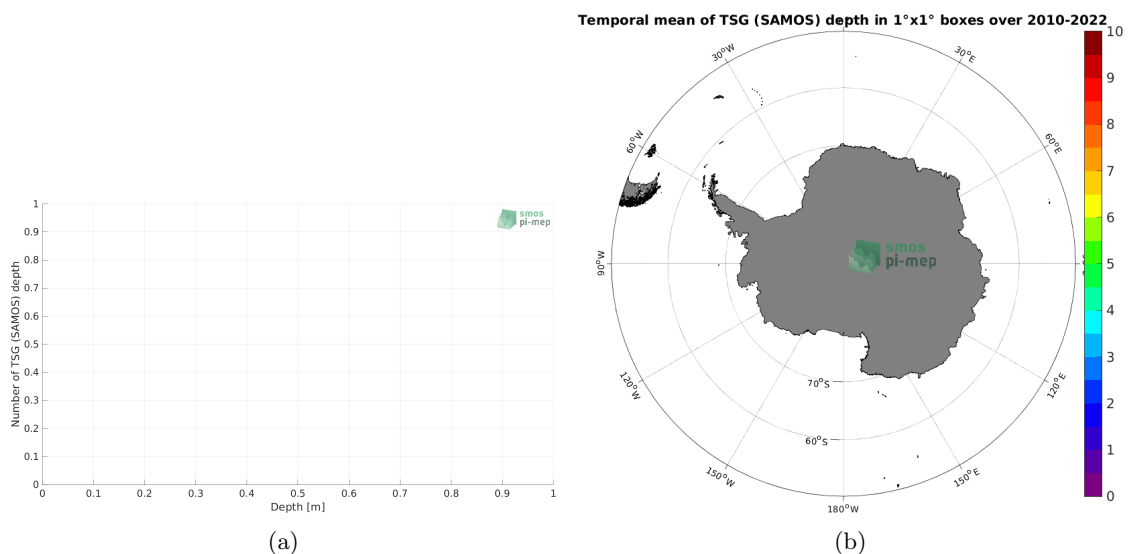 Temporal mean of TSG (SAMOS) depth in 1°x1° boxes over 2010-2022
1
0.9
0.8
0.7
0.6
0.5
0.4
0.3
0.2
0.1
0
Number of TSG (SAMOS) depth
smos
pi-mep
0 0.1 0.2 0.3 0.4 0.5 0.6 0.7 0.8 0.9 1
Depth [m]
(a)
30°W
30°E
60°W
60°E
90°W
smos
pi-mep
120°W
120°E
70°S
60°S
150°W
150°E
180°W
10
9
8
7
6
5
4
3
2
1
0
(b)